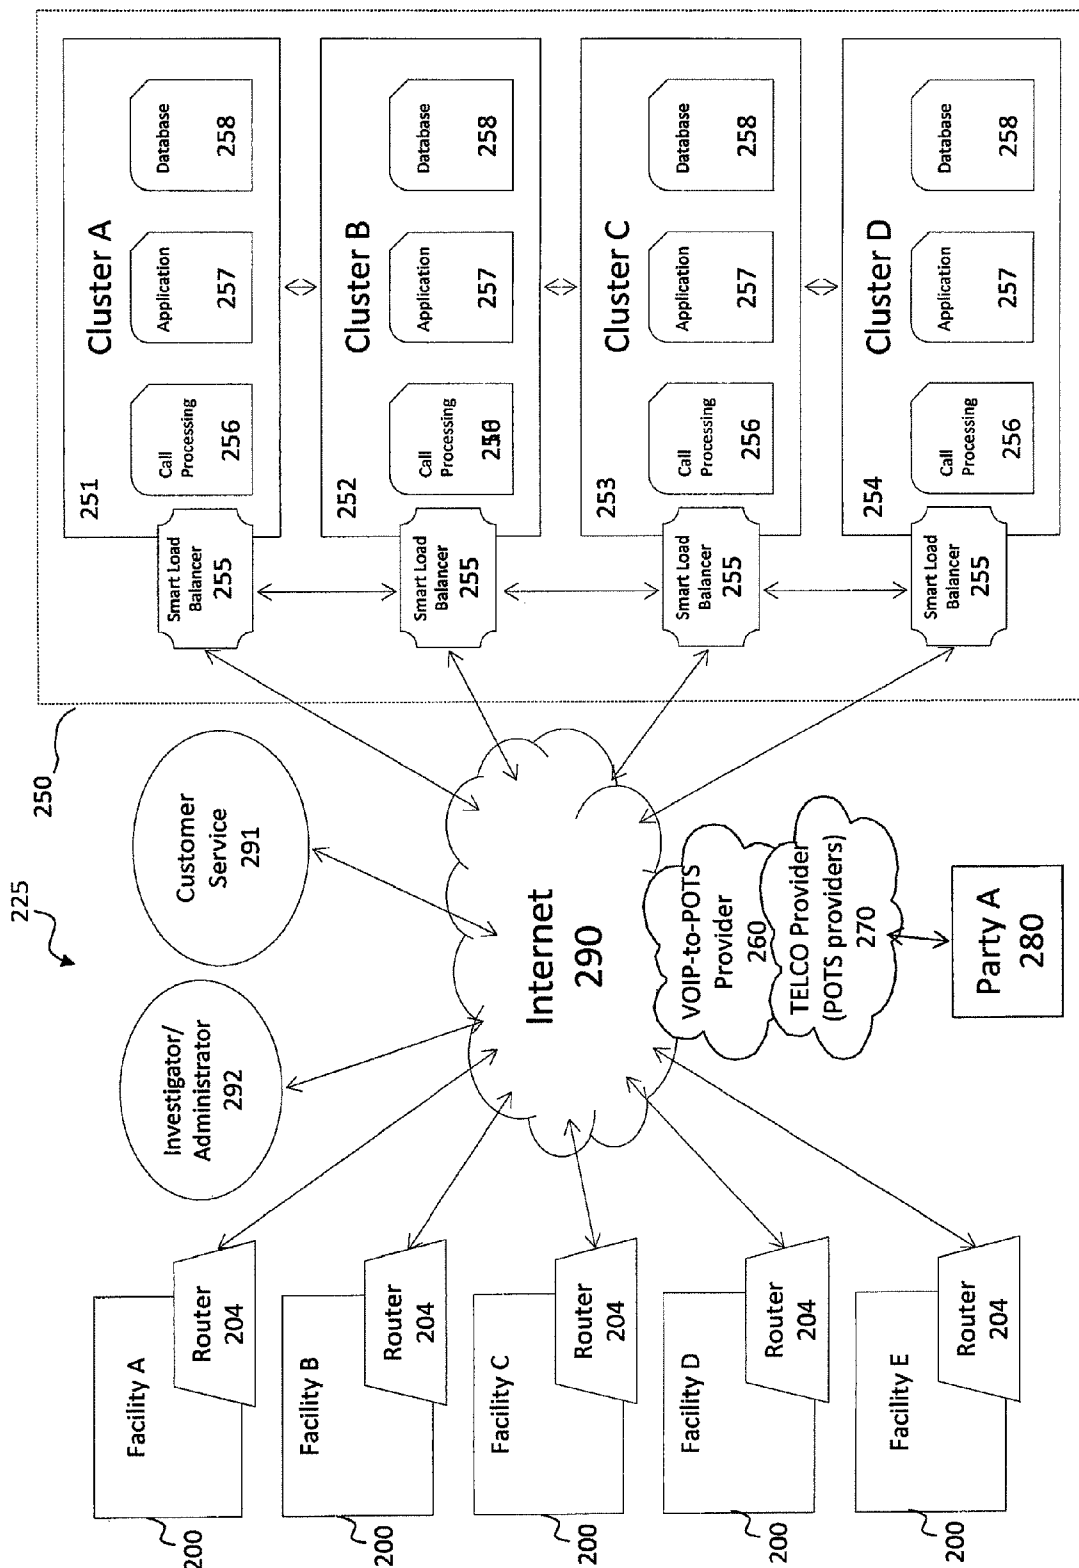 225
250
200
Facility A
Router
204
200
Facility B
Router
204
200
Facility C
Router
204
200
Facility D
Router
204
200
Facility E
Router
204
Investigator/
Administrator
292
Customer
Service
291
Internet
290
VOIP-to-POTS
Provider
260
TELCO Provider
(POTS providers)
270
Party A
280
251
Cluster A
Smart Load
Balancer
255
Call
Processing
256
Application
257
Database
258
252
Cluster B
Smart Load
Balancer
255
Call
Processing
Application
257
Database
258
253
Cluster C
Smart Load
Balancer
255
Call
Processing
256
Application
257
Database
258
254
Cluster D
Smart Load
Balancer
255
Call
Processing
256
Application
257
Database
258